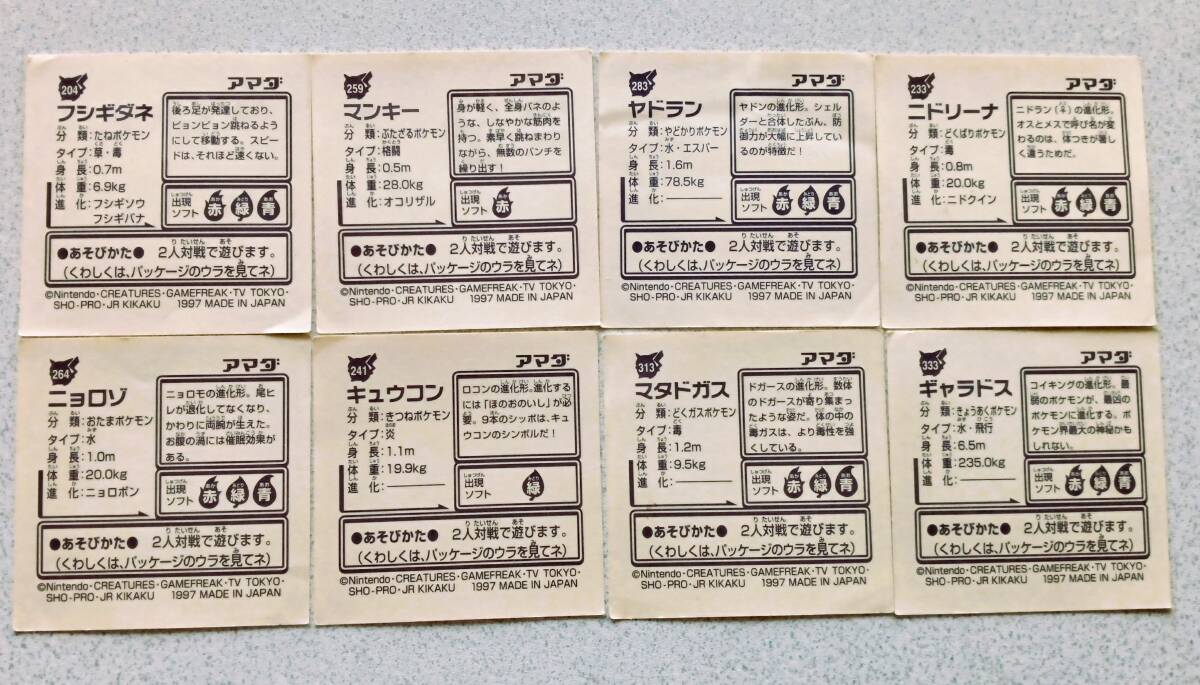 204
アマダ
フシギダネ
分類:たねポケモン
タイプ:草・毒
身長:0.7m
体重:6.9kg
進化:フシギソウ
フシギバナ
後ろ足が発達しており、
ピョンピョン跳ねるよう
にして移動する。スピー
ドは、それほど速くない。
出現
ソフト
赤 緑 青
●あそびかた● 2人対戦で遊びます。
(くわしくは、パッケージのウラを見てネ)
©Nintendo・CREATURES・GAMEFREAK・TV TOKYO・
SHO-PRO・JR KIKAKU 1997 MADE IN JAPAN
259
アマダ
マンキー
分類:ぶたざるポケモン
タイプ:格闘
身長:0.5m
体重:28.0kg
進化:オコリザル
身が軽く、全身バネのよ
うな、しなやかな筋肉を
持つ。素早く跳ねまわり
ながら、無数のパンチを
繰り出す!
出現
ソフト
赤
●あそびかた● 2人対戦で遊びます。
(くわしくは、パッケージのウラを見てネ)
©Nintendo・CREATURES・GAMEFREAK・TV TOKYO・
SHO-PRO・JR KIKAKU 1997 MADE IN JAPAN
283
アマダ
ヤドラン
分類:やどかりポケモン
タイプ:水・エスパー
身長:1.6m
体重:78.5kg
進化:―――
ヤドンの進化形。シェル
ダーと合体したぶん、防
御力が大幅に上昇してい
るのが特徴だ!
出現
ソフト
赤 緑 青
●あそびかた● 2人対戦で遊びます。
(くわしくは、パッケージのウラを見てネ)
©Nintendo・CREATURES・GAMEFREAK・TV TOKYO・
SHO-PRO・JR KIKAKU 1997 MADE IN JAPAN
233
アマダ
ニドリーナ
分類:どくばりポケモン
タイプ:毒
身長:0.8m
体重:20.0kg
進化:ニドクイン
ニドラン(♀)の進化形。
オスとメスで呼び名が変
わるのは、体つきが著し
く違うためだ。
出現
ソフト
赤 緑 青
●あそびかた● 2人対戦で遊びます。
(くわしくは、パッケージのウラを見てネ)
©Nintendo・CREATURES・GAMEFREAK・TV TOKYO・
SHO-PRO・JR KIKAKU 1997 MADE IN JAPAN
264
アマダ
ニョロゾ
分類:おたまポケモン
タイプ:水
身長:1.0m
体重:20.0kg
進化:ニョロボン
ニョロモの進化形。尾ヒ
レが退化してなくなり、
かわりに両腕が生えた。
お腹の渦には催眠効果が
ある。
出現
ソフト
赤 緑 青
●あそびかた● 2人対戦で遊びます。
(くわしくは、パッケージのウラを見てネ)
©Nintendo・CREATURES・GAMEFREAK・TV TOKYO・
SHO-PRO・JR KIKAKU 1997 MADE IN JAPAN
241
アマダ
キュウコン
分類:きつねポケモン
タイプ:炎
身長:1.1m
体重:19.9kg
進化:―――
ロコンの進化形。進化する
には「ほのおのいし」が必
要。9本のシッポは、キュ
ウコンのシンボルだ!
出現
ソフト
緑
●あそびかた● 2人対戦で遊びます。
(くわしくは、パッケージのウラを見てネ)
©Nintendo・CREATURES・GAMEFREAK・TV TOKYO・
SHO-PRO・JR KIKAKU 1997 MADE IN JAPAN
313
アマダ
マタドガス
分類:どくガスポケモン
タイプ:毒
身長:1.2m
体重:9.5kg
進化:―――
ドガースの進化形。数体
のドガースが寄り集まっ
たような姿だ。体の中の
毒ガスは、より毒性を強
くしている。
出現
ソフト
赤 緑 青
●あそびかた● 2人対戦で遊びます。
(くわしくは、パッケージのウラを見てネ)
©Nintendo・CREATURES・GAMEFREAK・TV TOKYO・
SHO-PRO・JR KIKAKU 1997 MADE IN JAPAN
333
アマダ
ギャラドス
分類:きょうあくポケモン
タイプ:水・飛行
身長:6.5m
体重:235.0kg
進化:―――
コイキングの進化形。最
弱のポケモンが、最凶の
ポケモンに進化する。ポ
ケモン界最大の神秘かも
しれない。
出現
ソフト
赤 緑 青
●あそびかた● 2人対戦で遊びます。
(くわしくは、パッケージのウラを見てネ)
©Nintendo・CREATURES・GAMEFREAK・TV TOKYO・
SHO-PRO・JR KIKAKU 1997 MADE IN JAPAN